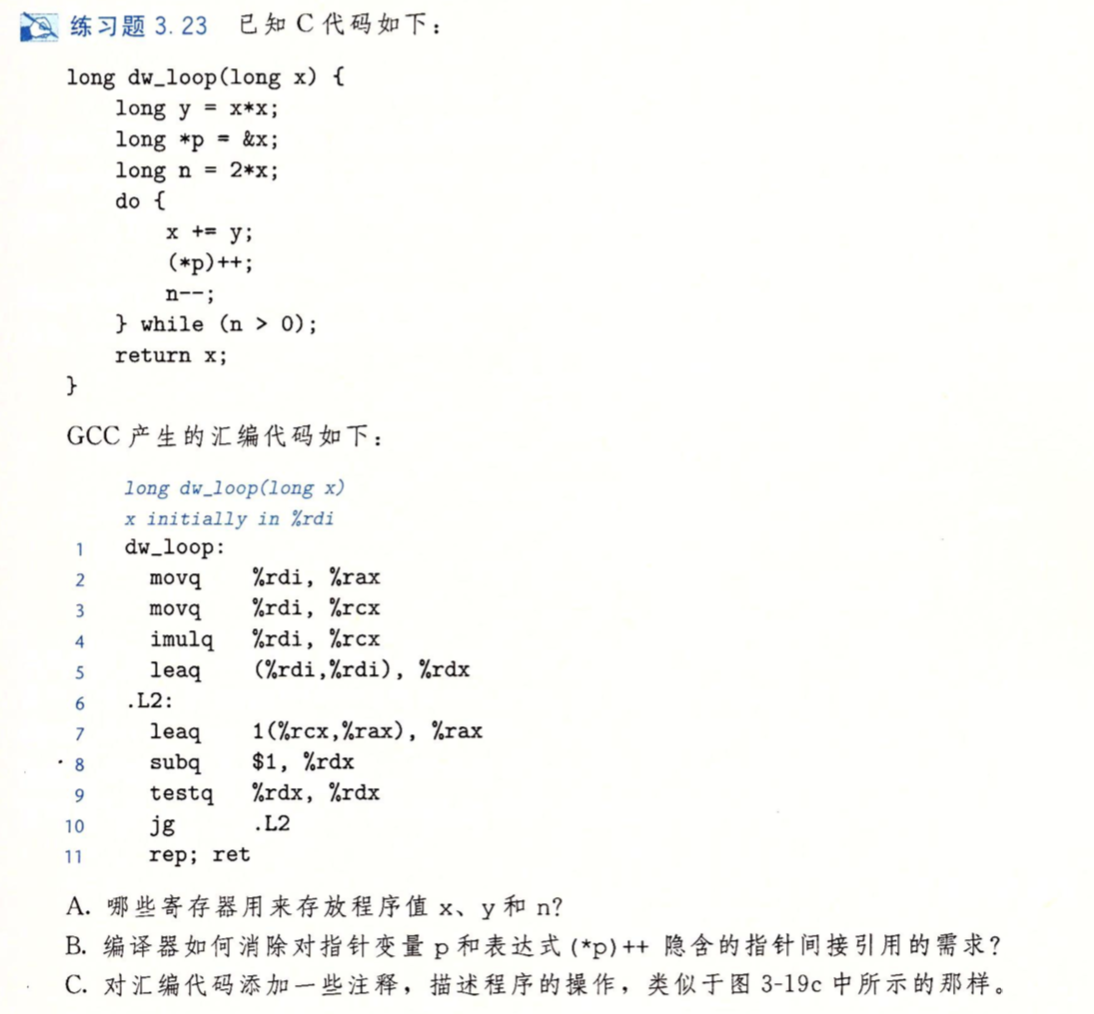 练习题 3.23 已知 C 代码如下：
long dw_loop(long x) {
long y = x*x;
long *p = &x;
long n = 2*x;
do {
x += y;
(*p)++;
n--;
} while (n > 0);
return x;
}
GCC 产生的汇编代码如下：
long dw_loop(long x)
x initially in %rdi
1 dw_loop:
2 movq %rdi, %rax
3 movq %rdi, %rcx
4 imulq %rdi, %rcx
5 leaq (%rdi,%rdi), %rdx
6 .L2:
7 leaq 1(%rcx,%rax), %rax
8 subq $1, %rdx
9 testq %rdx, %rdx
10 jg .L2
11 rep; ret
A. 哪些寄存器用来存放程序值 x、y 和 n?
B. 编译器如何消除对指针变量 p 和表达式 (*p)++ 隐含的指针间接引用的需求?
C. 对汇编代码添加一些注释，描述程序的操作，类似于图 3-19c 中所示的那样。